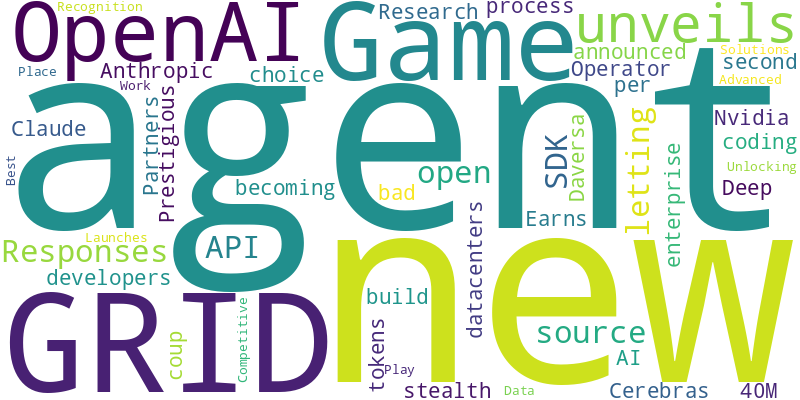 Recognition
OpenAI
Game
Research
process
unveils
announced
Solutions
second
Place
Anthropic
choice
Operator
Advanced
Work
per
agent
Claude
Partners
Prestigious
SDK
Daversa
letting
Nvidia
coding
Best
becoming
bad
open
enterprise
Unlocking
Deep
Earns
Launches
Responses
API
developers
datacenters
new
GRID
build
source
coup
Competitive
tokens
Play
AI
stealth
Data
Cerebras
40M